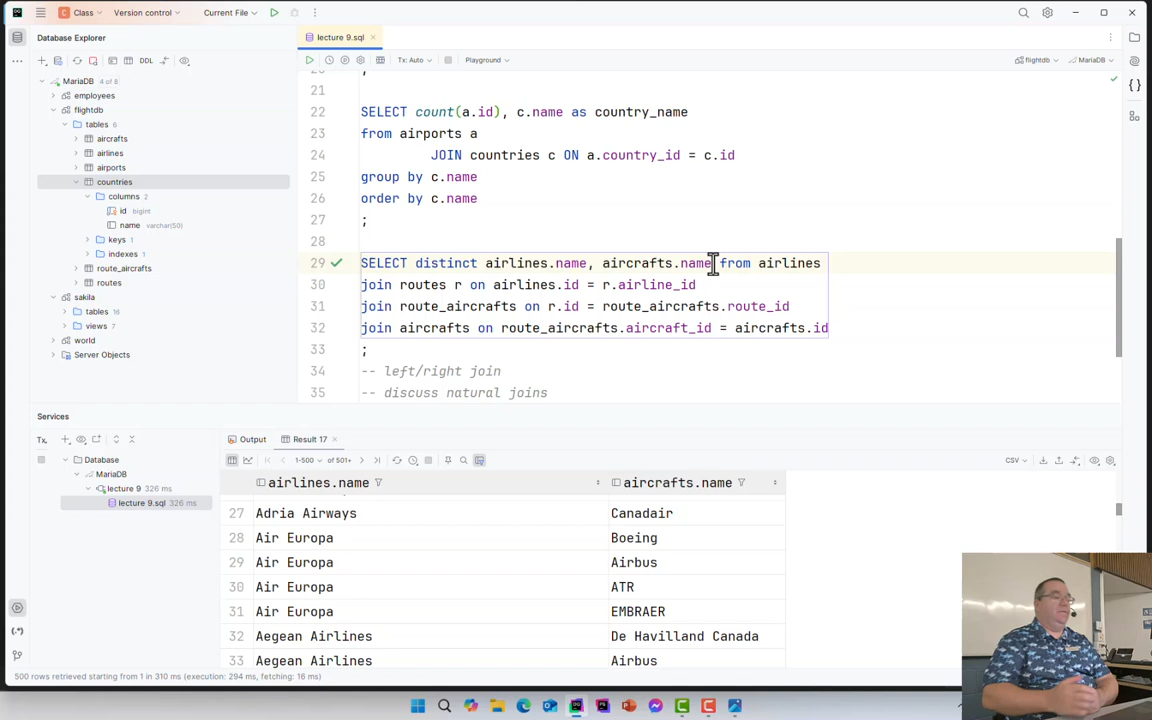 Class
Version control
Current File
Database Explorer
lecture 9.sql
DDL
Tx: Auto
Playground
flightdb
MariaDB
MariaDB 4 of 8
employees
flightdb
tables 6
aircrafts
airlines
airports
countries
columns 2
id bigint
name varchar(50)
keys 1
indexes 1
route_aircrafts
routes
sakila
tables 16
views 7
world
Server Objects
21
22 SELECT count(a.id), c.name as country_name
23 from airports a
24 JOIN countries c ON a.country_id = c.id
25 group by c.name
26 order by c.name
27 ;
28
29 SELECT distinct airlines.name, aircrafts.name from airlines
30 join routes r on airlines.id = r.airline_id
31 join route_aircrafts on r.id = route_aircrafts.route_id
32 join aircrafts on route_aircrafts.aircraft_id = aircrafts.id
33 ;
34 -- left/right join
35 -- discuss natural joins
Services
Tx
Database
MariaDB
lecture 9 326 ms
lecture 9.sql 326 ms
Output
Result 17
1-500 of 501+
CSV
airlines.name aircrafts.name
27 Adria Airways Canadair
28 Air Europa Boeing
29 Air Europa Airbus
30 Air Europa ATR
31 Air Europa EMBRAER
32 Aegean Airlines De Havilland Canada
33 Aegean Airlines Airbus
500 rows retrieved starting from 1 in 310 ms (execution: 294 ms, fetching: 16 ms)